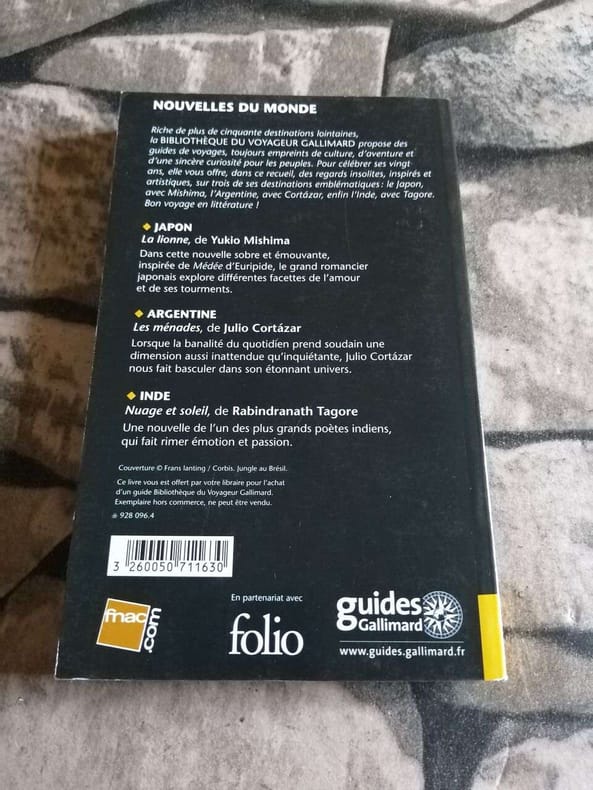 NOUVELLES DU MONDE
Riche de plus de cinquante destinations lointaines,
la BIBLIOTHÈQUE DU VOYAGEUR GALLIMARD propose des
guides de voyages, toujours empreints de culture, d'aventure et
d'une sincère curiosité pour les peuples. Pour célébrer ses vingt
ans, elle vous offre, dans ce recueil, des regards insolites, inspirés et
artistiques, sur trois de ses destinations emblématiques : le Japon,
avec Mishima, l'Argentine, avec Cortázar, enfin l'Inde, avec Tagore.
Bon voyage en littérature !
JAPON
La lionne, de Yukio Mishima
Dans cette nouvelle sobre et émouvante,
inspirée de Médée d'Euripide, le grand romancier
japonais explore différentes facettes de l'amour
et de ses tourments.
ARGENTINE
Les ménades, de Julio Cortázar
Lorsque la banalité du quotidien prend soudain une
dimension aussi inattendue qu'inquiétante, Julio Cortázar
nous fait basculer dans son étonnant univers.
INDE
Nuage et soleil, de Rabindranath Tagore
Une nouvelle de l'un des plus grands poètes indiens,
qui fait rimer émotion et passion.
Couverture © Frans lanting / Corbis. Jungle au Brésil.
Ce livre vous est offert par votre libraire pour l'achat
d'un guide Bibliothèque du Voyageur Gallimard.
Exemplaire hors commerce, ne peut être vendu.
928 096.4
3 260050 711630
fnac.com
En partenariat avec
folio
guides
Gallimard
www.guides.gallimard.fr